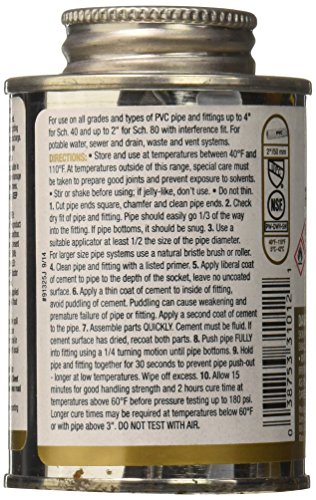 For use on all grades and types of PVC pipe and fittings up to 4"
for Sch. 40 and up to 2" for Sch. 80 with interference fit. For
potable water, sewer and drain, waste and vent systems.
DIRECTIONS: • Store and use at temperatures between 40°F and
110°F. At temperatures outside of this range, special care must
be taken to prepare good joints and prevent exposure to solvents.
• Stir or shake before using; if jelly-like, don't use. • Do not thin.
1. Cut pipe ends square, chamfer and clean pipe ends. 2. Check
dry fit of pipe and fitting. Pipe should easily go 1/3 of the way
into the fitting. If pipe bottoms, it should be snug. 3. Use a
suitable applicator at least 1/2 the size of the pipe diameter.
For larger size pipe systems use a natural bristle brush or roller.
4. Clean pipe and fitting with a listed primer. 5. Apply liberal coat
of cement to pipe to the depth of the socket, leave no uncoated
surface. 6. Apply a thin coat of cement to inside of fitting,
avoid puddling of cement. Puddling can cause weakening and
premature failure of pipe or fitting. Apply a second coat of cement
to the pipe. 7. Assemble parts QUICKLY. Cement must be fluid. If
cement surface has dried, recoat both parts. 8. Push pipe FULLY
into fitting using a 1/4 turning motion until pipe bottoms. 9. Hold
pipe and fitting together for 30 seconds to prevent pipe push-out
- longer at low temperatures. Wipe off excess. 10. Allow 15
minutes for good handling strength and 2 hours cure time at
temperatures above 60°F before pressure testing up to 180 psi.
Longer cure times may be required at temperatures below 60°F
or with pipe above 3". DO NOT TEST WITH AIR.
#913253 9/14
PVC
2" (50 mm)
NSF
40°F-110°F
0 38753 31012 1